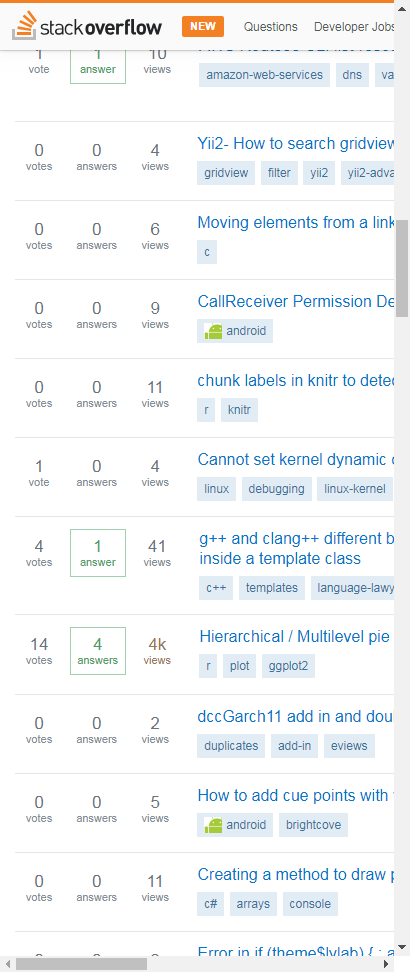 stackoverflow NEW Questions Developer Jobs
1 1 10
vote answer views
amazon-web-services dns va
0 0 4 Yii2- How to search gridview
votes answers views gridview filter yii2 yii2-adva
0 0 6 Moving elements from a link
votes answers views c
0 0 9 CallReceiver Permission De
votes answers views android
0 0 11 chunk labels in knitr to detec
votes answers views r knitr
1 0 4 Cannot set kernel dynamic
vote answers views linux debugging linux-kernel
4 1 41 g++ and clang++ different b
votes answer views inside a template class
c++ templates language-lawy
14 4 4k Hierarchical / Multilevel pie
votes answers views r plot ggplot2
0 0 2 dccGarch11 add in and dou
votes answers views duplicates add-in eviews
0 0 5 How to add cue points with
votes answers views android brightcove
0 0 11 Creating a method to draw p
votes answers views c# arrays console
Error in if (theme$lylab) { : a